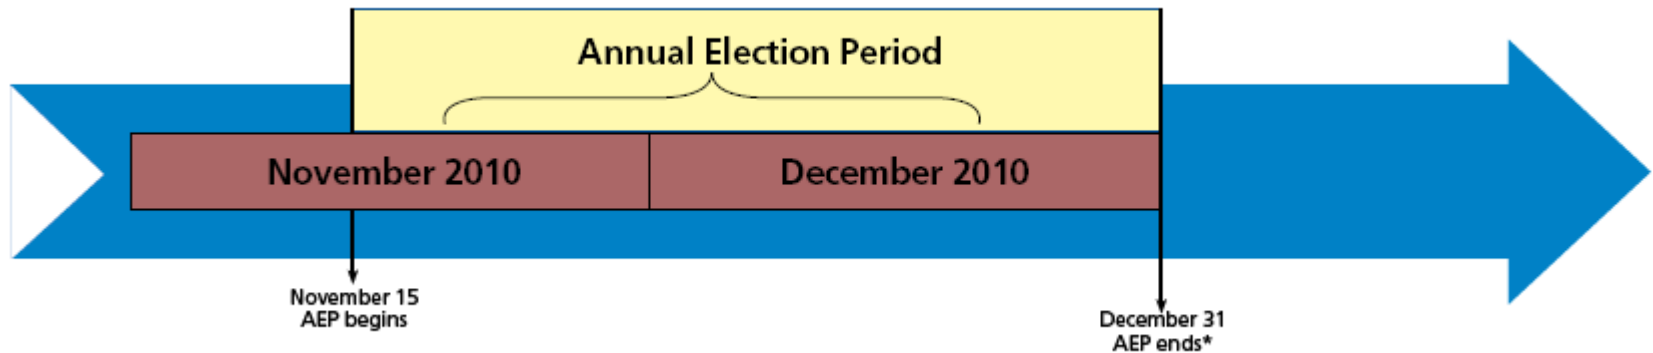 Annual Election Period
November 2010
December 2010
November 15
AEP begins
December 31
AEP ends*